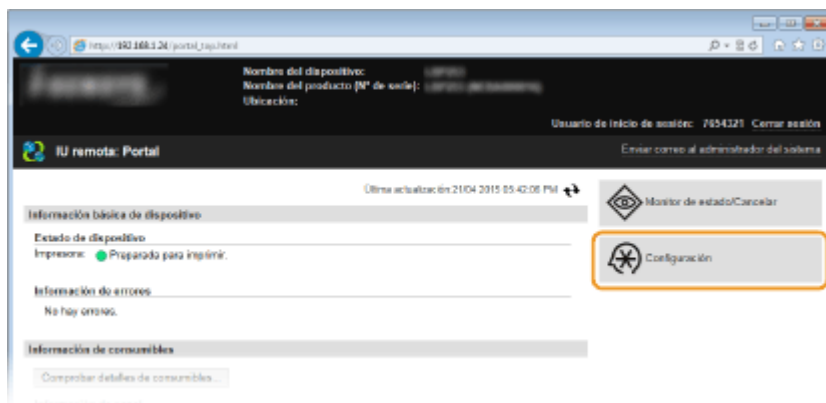 http://192.168.1.24/portal_top.html
Nombre del dispositivo:
Nombre del producto (Nº de serie):
Ubicación:
Usuario de inicio de sesión: 7654321 Cerrar sesión
IU remota: Portal
Enviar correo al administrador del sistema
Última actualización 21/04 2015 05:42:08 PM
Monitor de estado/Cancelar
Información básica de dispositivo
Estado de dispositivo
Impresora: Preparada para imprimir.
Configuración
Información de errores
No hay errores.
Información de consumibles
Comprobar detalles de consumibles...